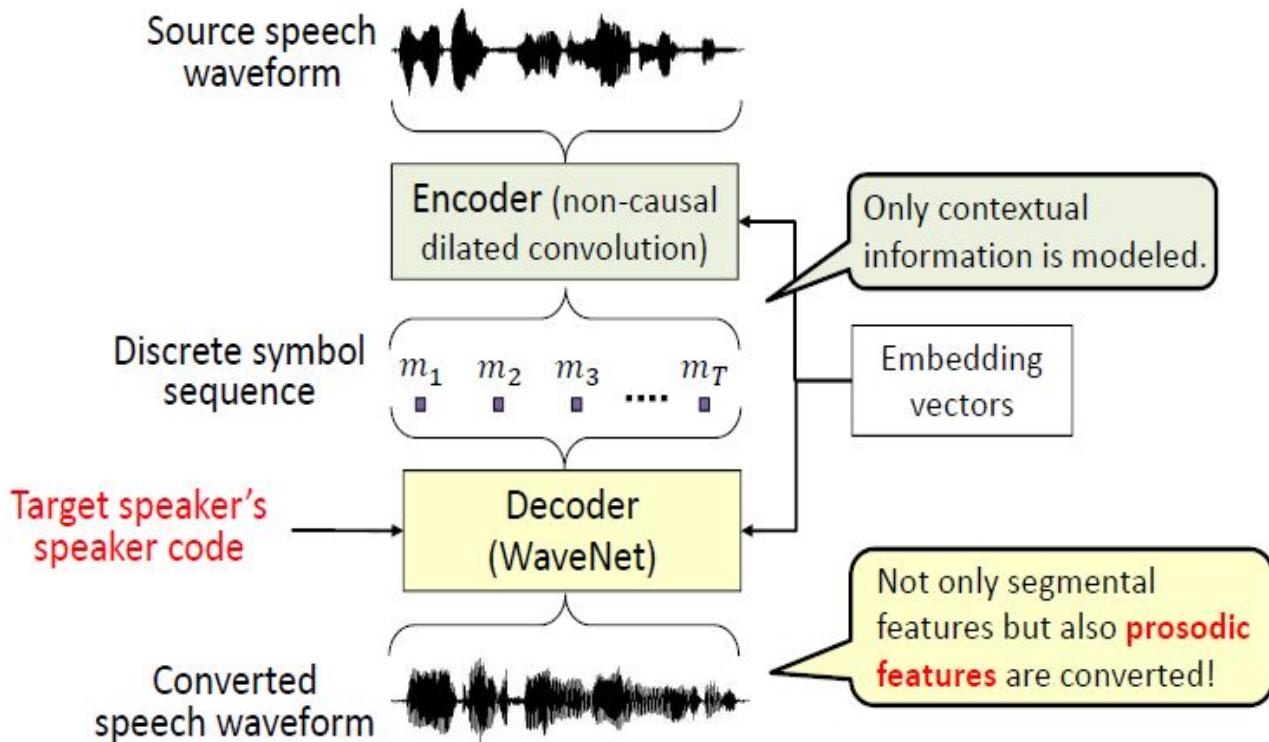 Source speech
waveform
Encoder (non-causal
dilated convolution)
Only contextual
information is modeled.
Discrete symbol
sequence
m₁ m₂ m₃ •••• m_T
Embedding
vectors
Target speaker's
speaker code
Decoder
(WaveNet)
Not only segmental
features but also prosodic
features are converted!
Converted
speech waveform